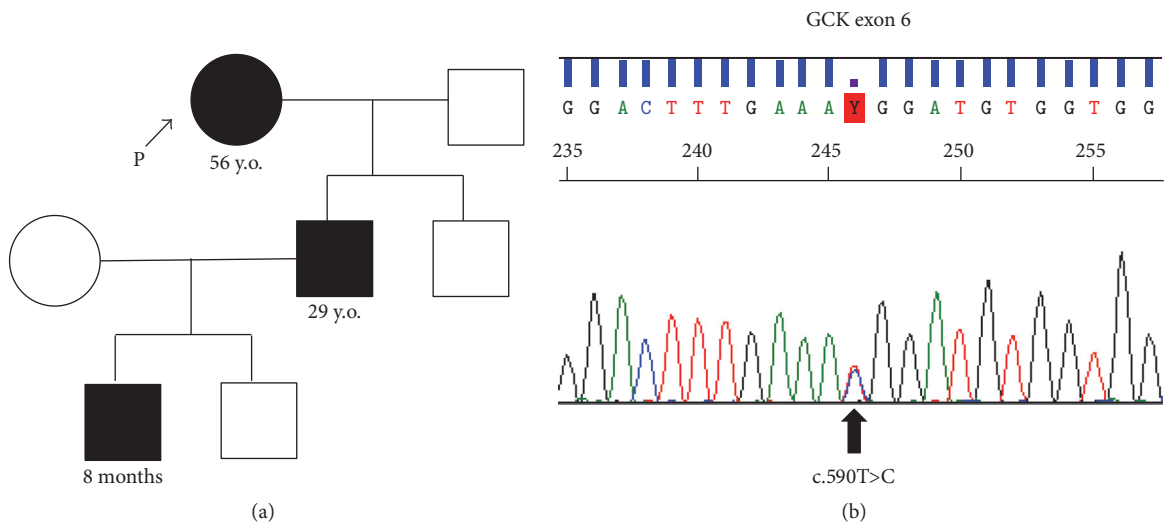 P
56 y.o.
29 y.o.
8 months
(a)
GCK exon 6
G G A C T T T G A A A Y G G A T G T G G T G G
235 240 245 250 255
c.590T>C
(b)